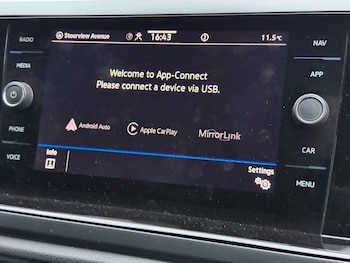 RADIO
MEDIA
PHONE
VOICE
Stourview Avenue 16:43 11.5°C
Welcome to App-Connect
Please connect a device via USB.
Android Auto Apple CarPlay MirrorLink
Info
Settings
NAV
APP
CAR
MENU